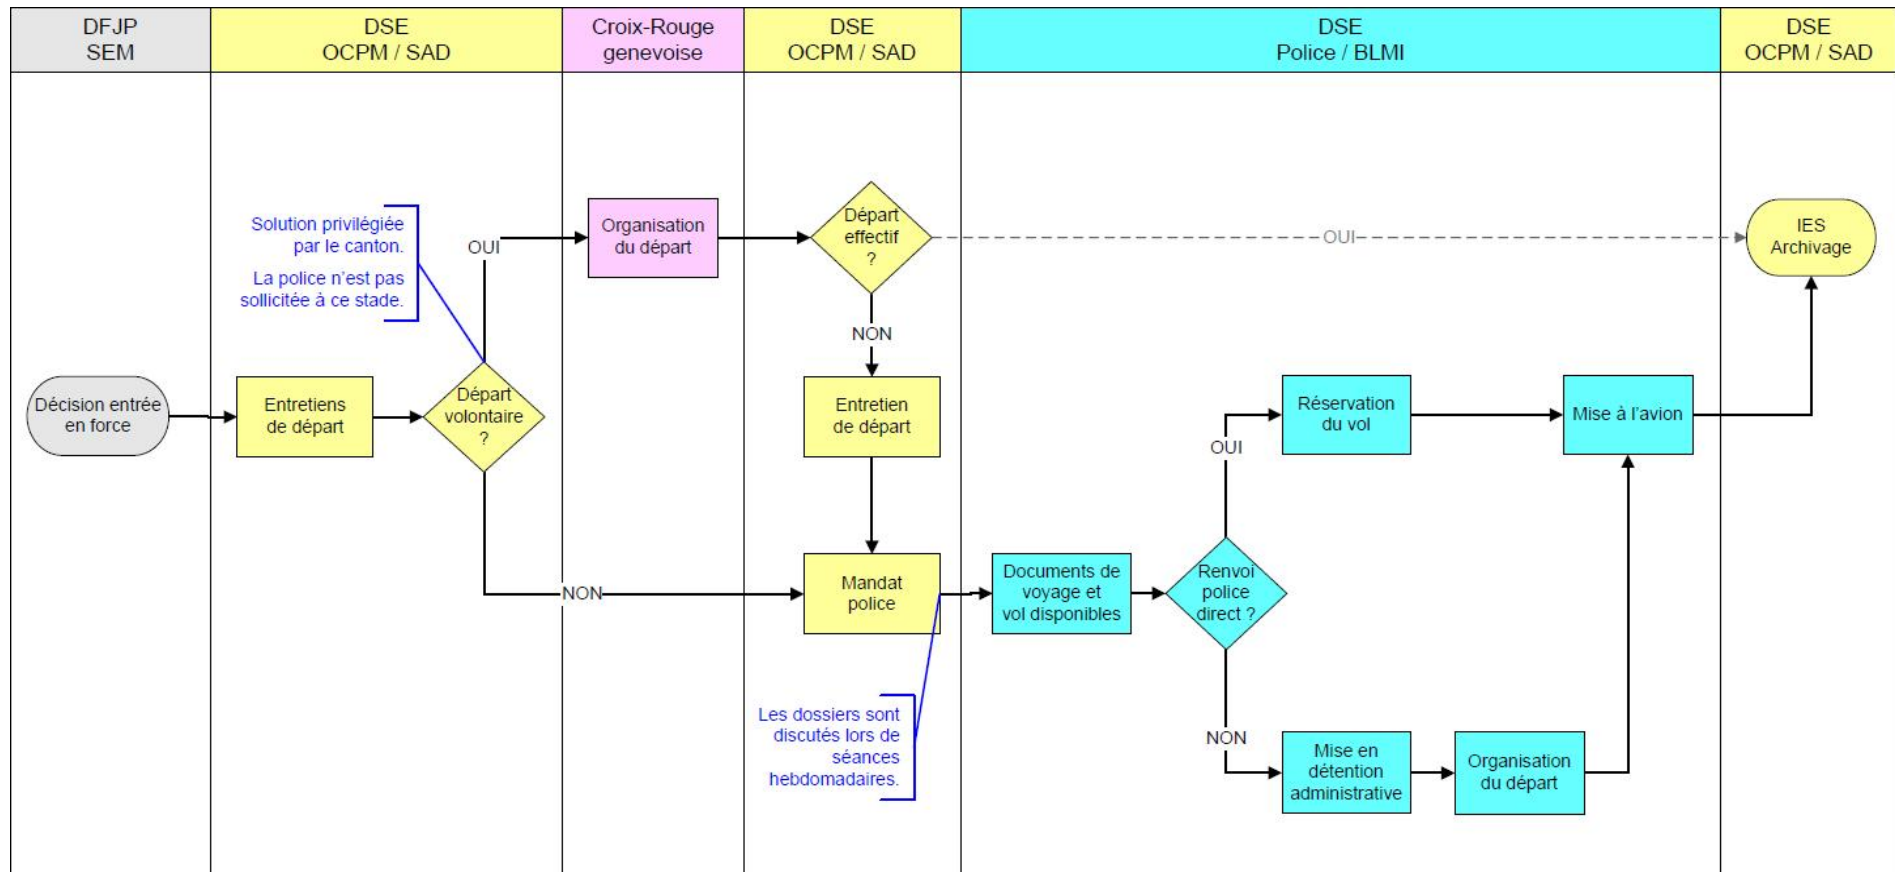 DFJP
SEM
DSE
OCPM / SAD
Croix-Rouge
genevoise
DSE
OCPM / SAD
DSE
Police / BLMI
DSE
OCPM / SAD
Solution privilégiée
par le canton.
La police n'est pas
sollicitée à ce stade.
OUI
Organisation
du départ
Départ
effectif
?
OUI
IES
Archivage
NON
Décision entrée
en force
Entretiens
de départ
Départ
volontaire
?
Entretien
de départ
Réservation
du vol
Mise à l'avion
OUI
NON
Mandat
police
Documents de
voyage et
vol disponibles
Renvoi
police
direct ?
Les dossiers sont
discutés lors de
séances
hebdomadaires.
NON
Mise en
détention
administrative
Organisation
du départ